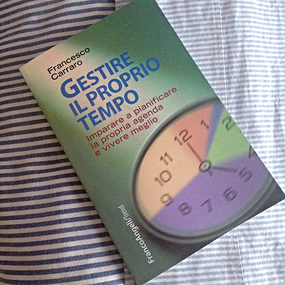 Francesco
Carraro
GESTIRE
IL PROPRIO
TEMPO
Imparare a pianificare
la propria agenda
e vivere meglio
FrancoAngeli/Trend
12
1
11
10
9
8
7
6
5
4